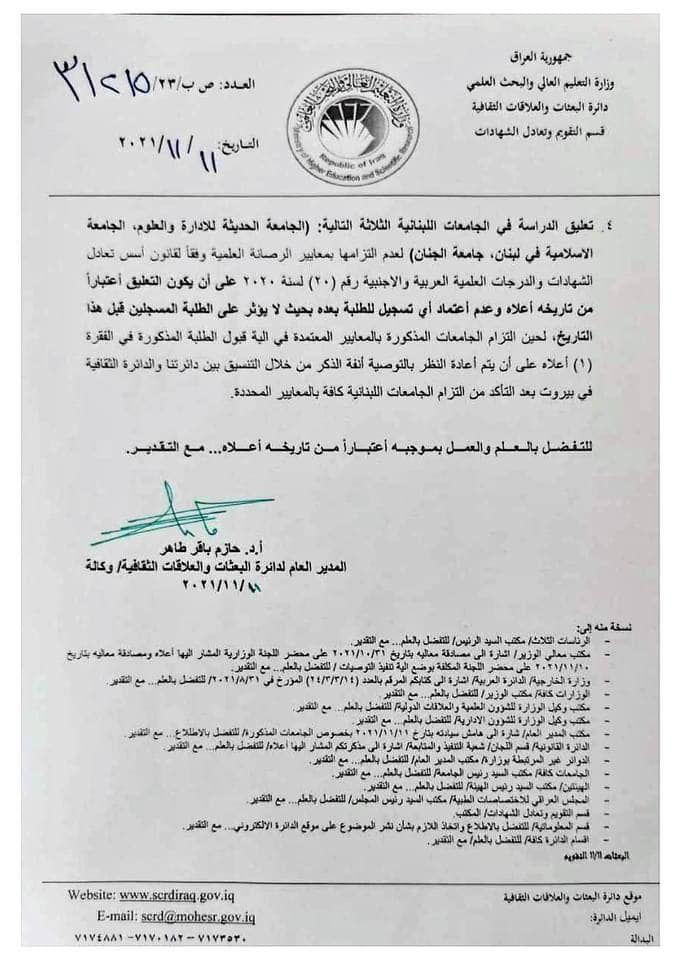 جمهورية العراق
وزارة التعليم العالي والبحث العلمي
دائرة البعثات والعلاقات الثقافية
قسم التقويم وتعادل الشهادات
Republic of Iraq
Ministry of Higher Education and Scientific Research
العدد: ص ب/٢٣/٣١٢١٥
التاريخ: ٢٠٢١/١١/١١
٤. تعليق الدراسة في الجامعات اللبنانية الثلاثة التالية: (الجامعة الحديثة للادارة والعلوم، الجامعة
الاسلامية في لبنان، جامعة الجنان) لعدم التزامها بمعايير الرصانة العلمية وفقاً لقانون أسس تعادل
الشهادات والدرجات العلمية العربية والاجنبية رقم (٢٠) لسنة ٢٠٢٠ على أن يكون التعليق أعتباراً
من تاريخه أعلاه وعدم أعتماد أي تسجيل للطلبة بعده بحيث لا يؤثر على الطلبة المسجلين قبل هذا
التاريخ، لحين التزام الجامعات المذكورة بالمعايير المعتمدة في الية قبول الطلبة المذكورة في الفقرة
(١) أعلاه على أن يتم أعادة النظر بالتوصية أنفة الذكر من خلال التنسيق بين دائرتنا والدائرة الثقافية
في بيروت بعد التأكد من التزام الجامعات اللبنانية كافة بالمعايير المحددة.
للتفضل بالعلم والعمل بموجبه أعتباراً من تاريخه أعلاه... مع التقدير.
أ.د. حازم باقر طاهر
المدير العام لدائرة البعثات والعلاقات الثقافية/ وكالة
٢٠٢١/١١/١١
نسخة منه إلى:
- الرئاسات الثلاث/ مكتب السيد الرئيس/ للتفضل بالعلم... مع التقدير.
- مكتب معالي الوزير/ اشارة الى مصادقة معاليه بتاريخ ٢٠٢١/١٠/٣١ على محضر اللجنة الوزارية المشار اليها أعلاه ومصادقة معاليه بتاريخ
٢٠٢١/١١/١٠ على محضر اللجنة المكلفة بوضع الية تنفيذ التوصيات / للتفضل بالعلم... مع التقدير.
- وزارة الخارجية/ الدائرة العربية/ اشارة الى كتابكم المرقم بالعدد (٢٤/٣/٣/١٤) المؤرخ في ٢٠٢١/٨/٣١/ للتفضل بالعلم... مع التقدير.
- الوزارات كافة/ مكتب الوزير/ للتفضل بالعلم... مع التقدير.
- مكتب وكيل الوزارة للشؤون العلمية والعلاقات الدولية/ للتفضل بالعلم... مع التقدير.
- مكتب وكيل الوزارة للشؤون الادارية/ للتفضل بالعلم... مع التقدير.
- مكتب المدير العام/ شارة الى هامش سيادته بتارخ ٢٠٢١/١١/١١ بخصوص الجامعات المذكورة/ للتفضل بالاطلاع... مع التقدير.
- الدائرة القانونية/ قسم اللجان/ شعبة التنفيذ والمتابعة/ اشارة الى مذكرتكم المشار اليها أعلاه/ للتفضل بالعلم... مع التقدير.
- الدوائر غير المرتبطة بوزارة/ مكتب المدير العام/ للتفضل بالعلم... مع التقدير.
- الجامعات كافة/ مكتب السيد رئيس الجامعة/ للتفضل بالعلم... مع التقدير.
- الهيئتين/ مكتب السيد رئيس الهيئة/ للتفضل بالعلم... مع التقدير.
- المجلس العراقي للاختصاصات الطبية/ مكتب السيد رئيس المجلس/ للتفضل بالعلم... مع التقدير.
- قسم التقويم وتعادل الشهادات/ المكتب.
- قسم المعلوماتية/ للتفضل بالاطلاع واتخاذ اللازم بشأن نشر الموضوع على موقع الدائرة الالكتروني... مع التقدير.
- اقسام الدائرة كافة/ للتفضل بالعلم/ مع التقدير.
البعثات ١١/١١ التقويم
موقع دائرة البعثات والعلاقات الثقافية Website: www.scrdiraq.gov.iq
ايميل الدائرة: E-mail: scrd@mohesr.gov.iq
البدالة ٧١٧٣٥٣٠ -٧١٧٠١٨٢ -٧١٧٤٨٨١